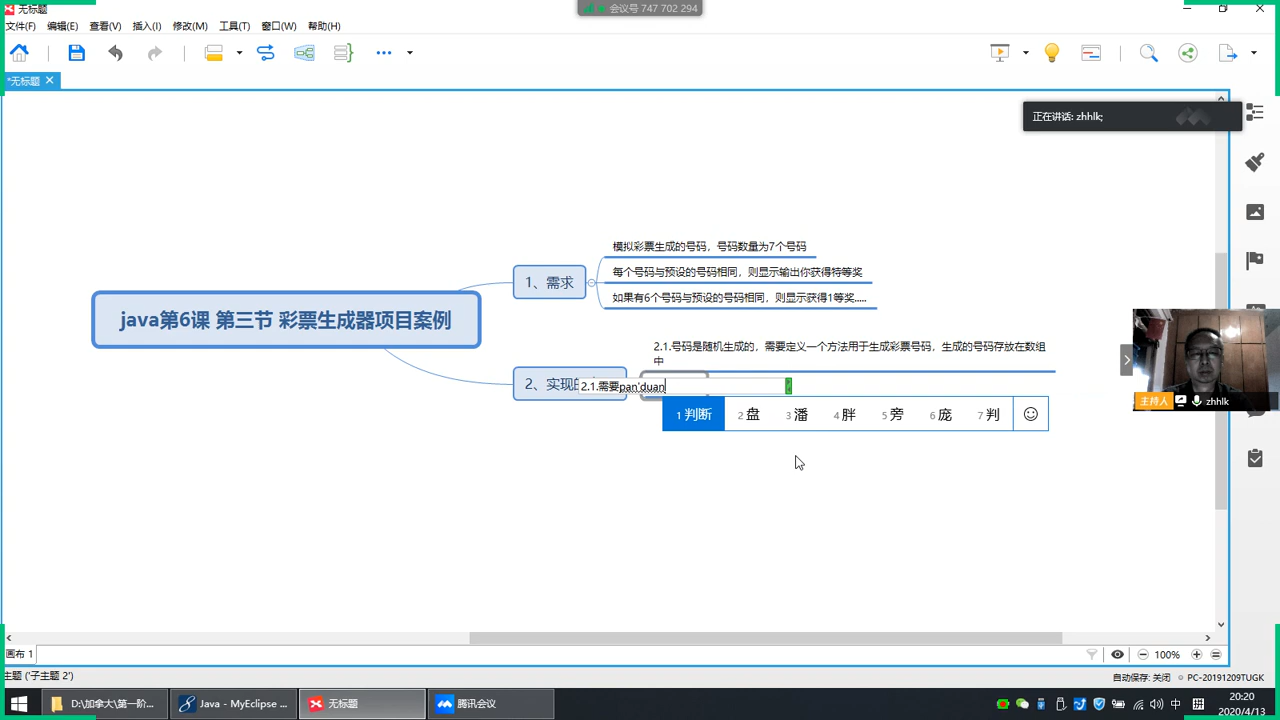 无标题
会议号 747 702 294
文件(F) 编辑(E) 查看(V) 插入(I) 修改(M) 工具(T) 窗口(W) 帮助(H)
*无标题
正在讲话: zhhlk;
模拟彩票生成的号码，号码数量为7个号码
1、需求
每个号码与预设的号码相同，则显示输出你获得特等奖
如果有6个号码与预设的号码相同，则显示获得1等奖.....
java第6课 第三节 彩票生成器项目案例
2.1.号码是随机生成的，需要定义一个方法用于生成彩票号码，生成的号码存放在数组
中
2、实现的
2.1.需要pan'duan
1 判断 2 盘 3 潘 4 胖 5 旁 6 庞 7 判
主持人 zhhlk
画布 1
100%
主题 ('子主题 2')
自动保存: 关闭 PC-20191209TUGK
D:\加拿大\第一阶...
Java - MyEclipse ...
无标题
腾讯会议
中 拼
20:20
2020/4/13